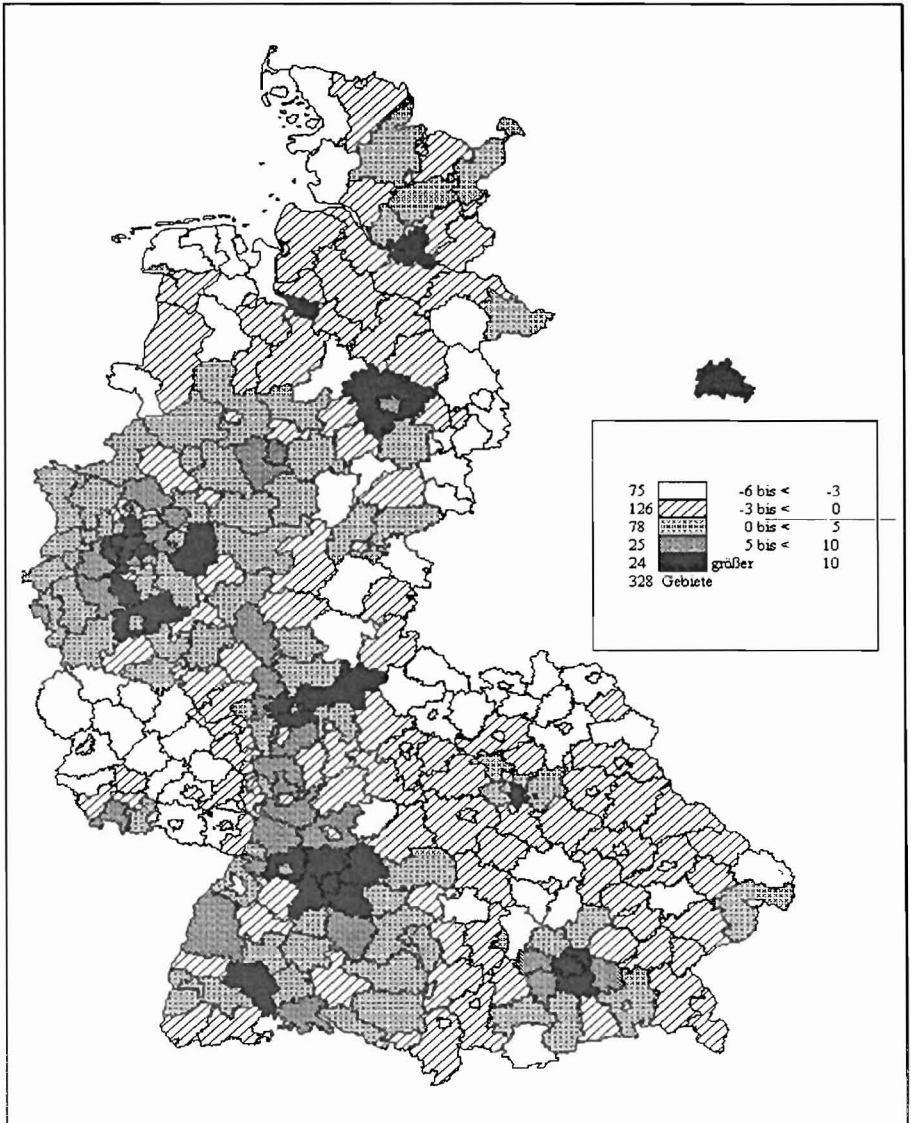 75 -6 bis < -3
126 -3 bis < 0
78 0 bis < 5
25 5 bis < 10
24 größer 10
328 Gebiete